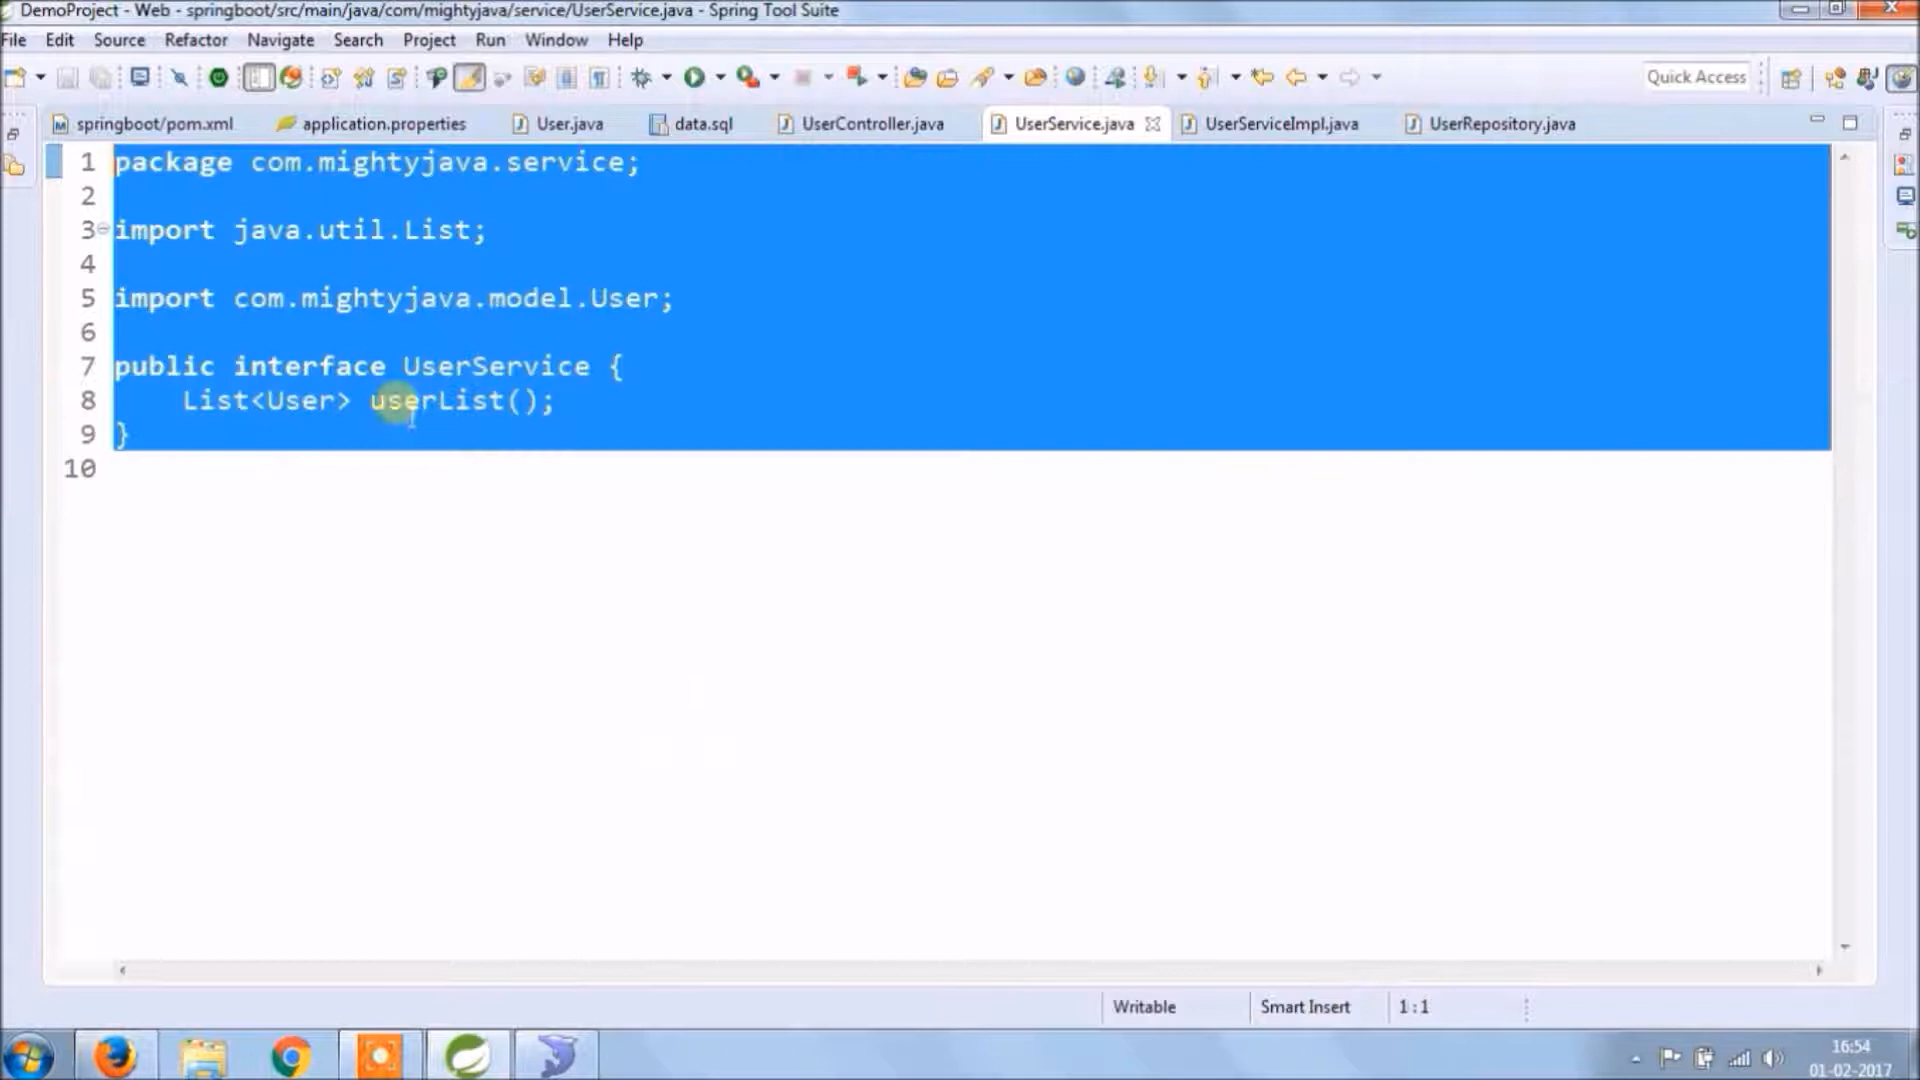 DemoProject - Web - springboot/src/main/java/com/mightyjava/service/UserService.java - Spring Tool Suite
File Edit Source Refactor Navigate Search Project Run Window Help
Quick Access
springboot/pom.xml application.properties User.java data.sql UserController.java UserService.java UserServiceImpl.java UserRepository.java
1 package com.mightyjava.service;
2
3 import java.util.List;
4
5 import com.mightyjava.model.User;
6
7 public interface UserService {
8 List<User> userList();
9 }
10
Writable Smart Insert 1 : 1
16:54
01-02-2017